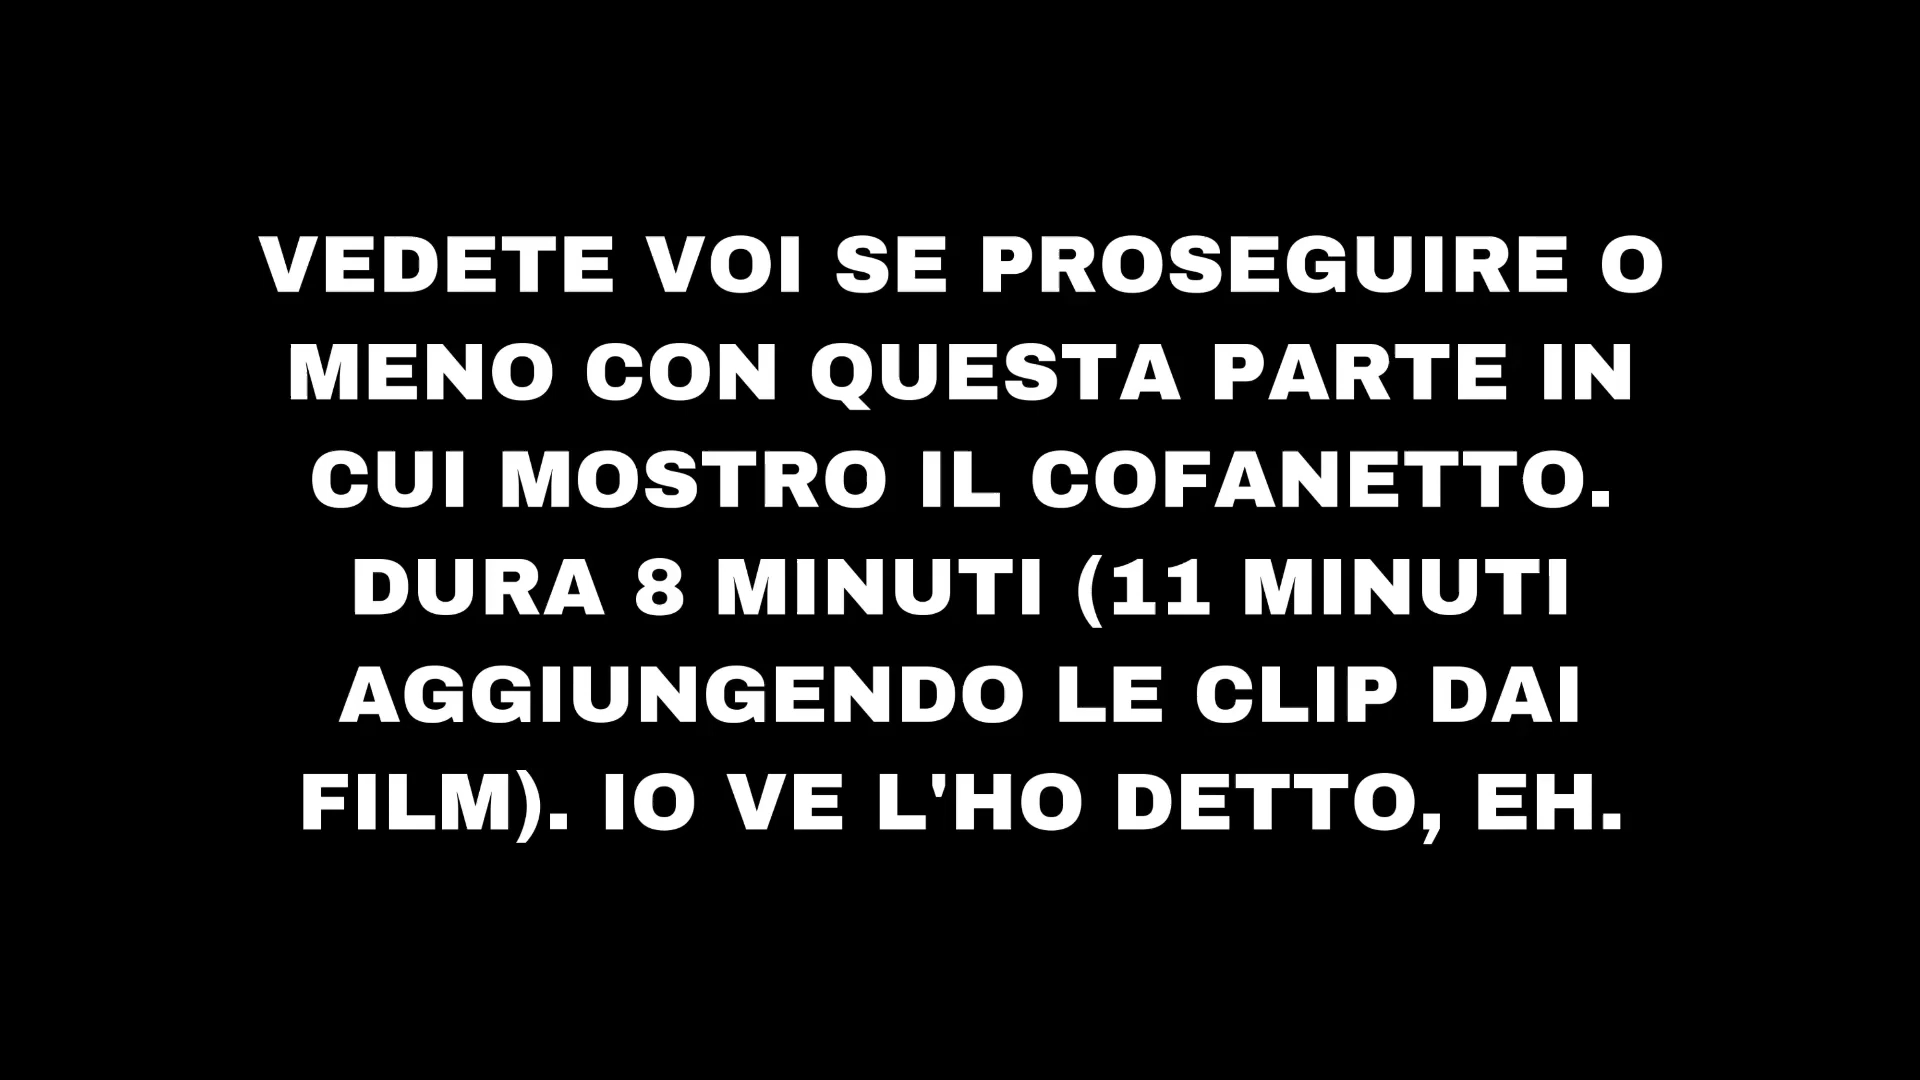 VEDETE VOI SE PROSEGUIRE O
MENO CON QUESTA PARTE IN
CUI MOSTRO IL COFANETTO.
DURA 8 MINUTI (11 MINUTI
AGGIUNGENDO LE CLIP DAI
FILM). IO VE L'HO DETTO, EH.